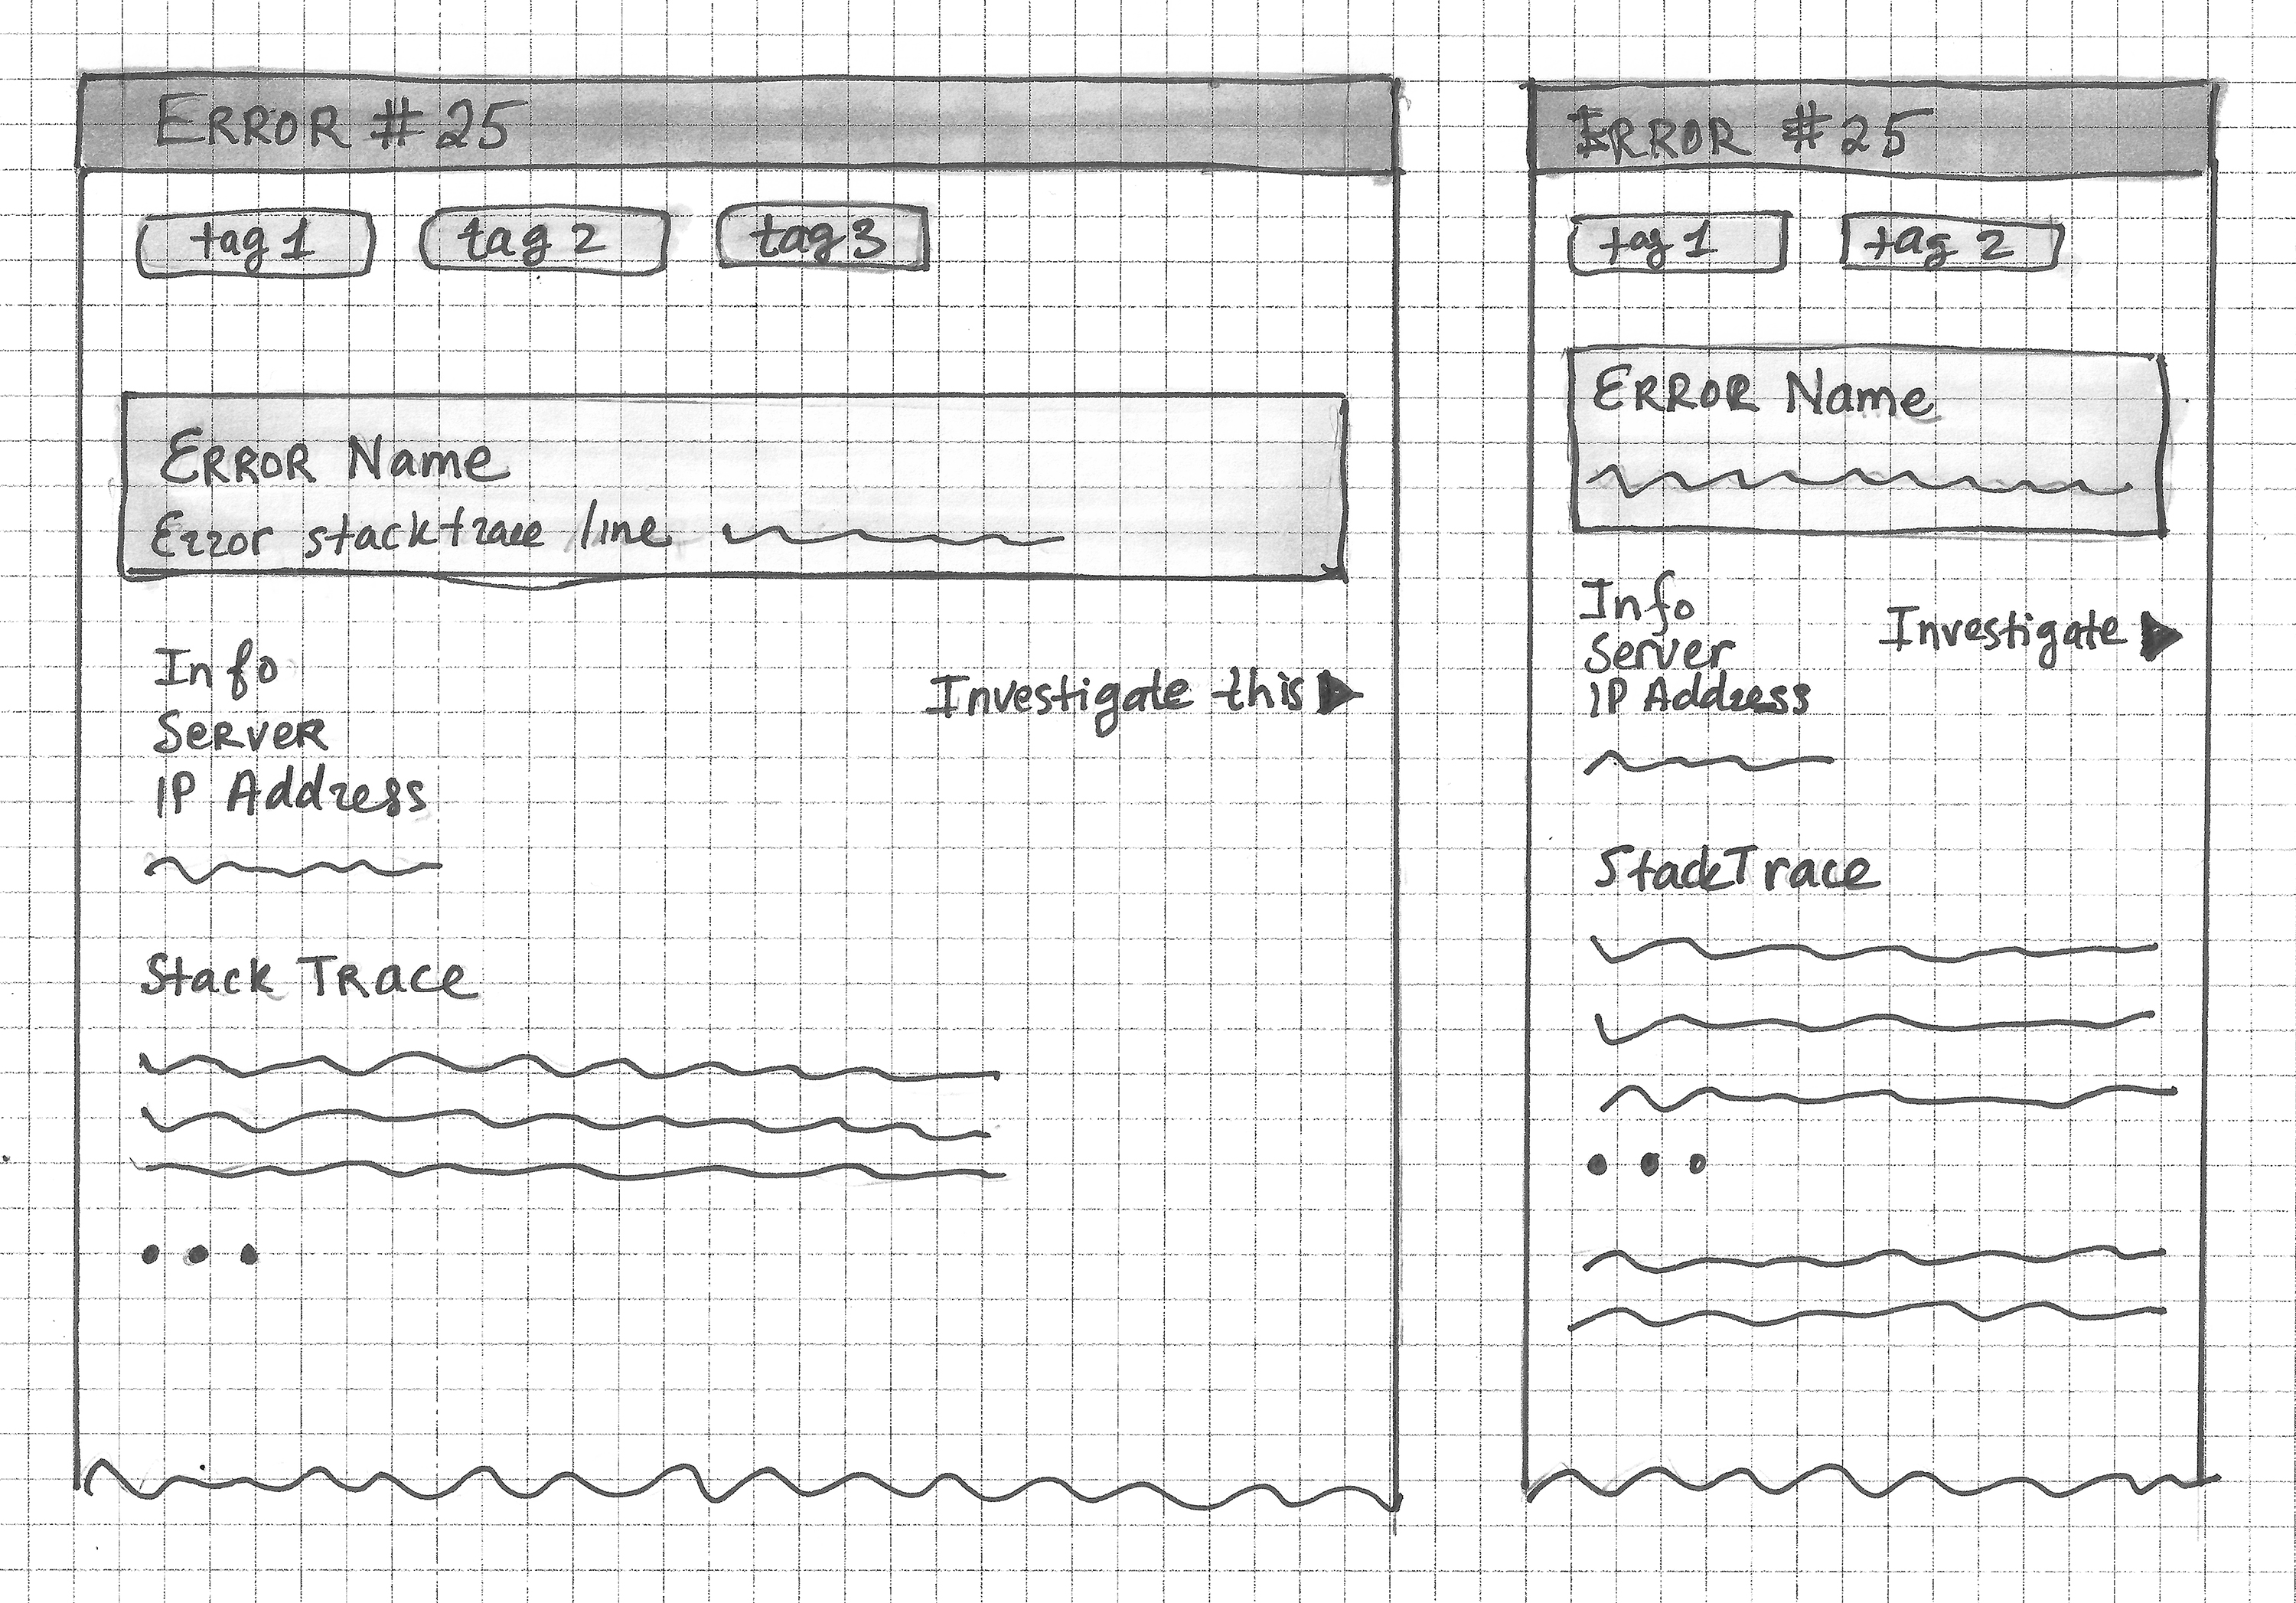 ERROR #25
tag 1 tag 2 tag 3
ERROR Name
Error stacktrace line
Info
Investigate this
Server
IP Address
Stack Trace
ERROR #25
tag 1 tag 2
ERROR Name
Info
Investigate
Server
IP Address
StackTrace